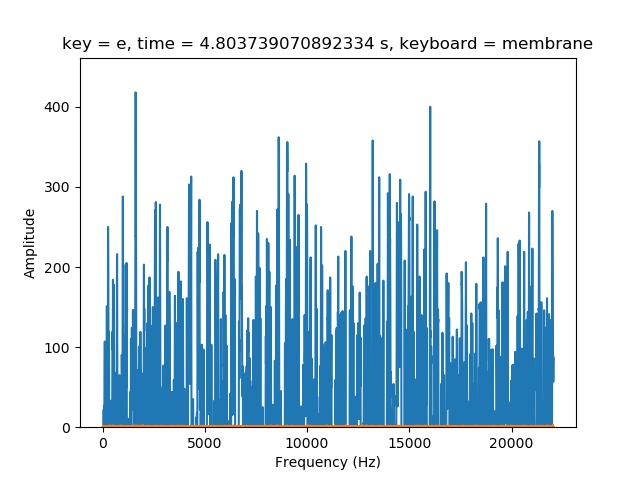 key = e, time = 4.803739070892334 s, keyboard = membrane
400
300
200
100
0
Amplitude
0 5000 10000 15000 20000
Frequency (Hz)